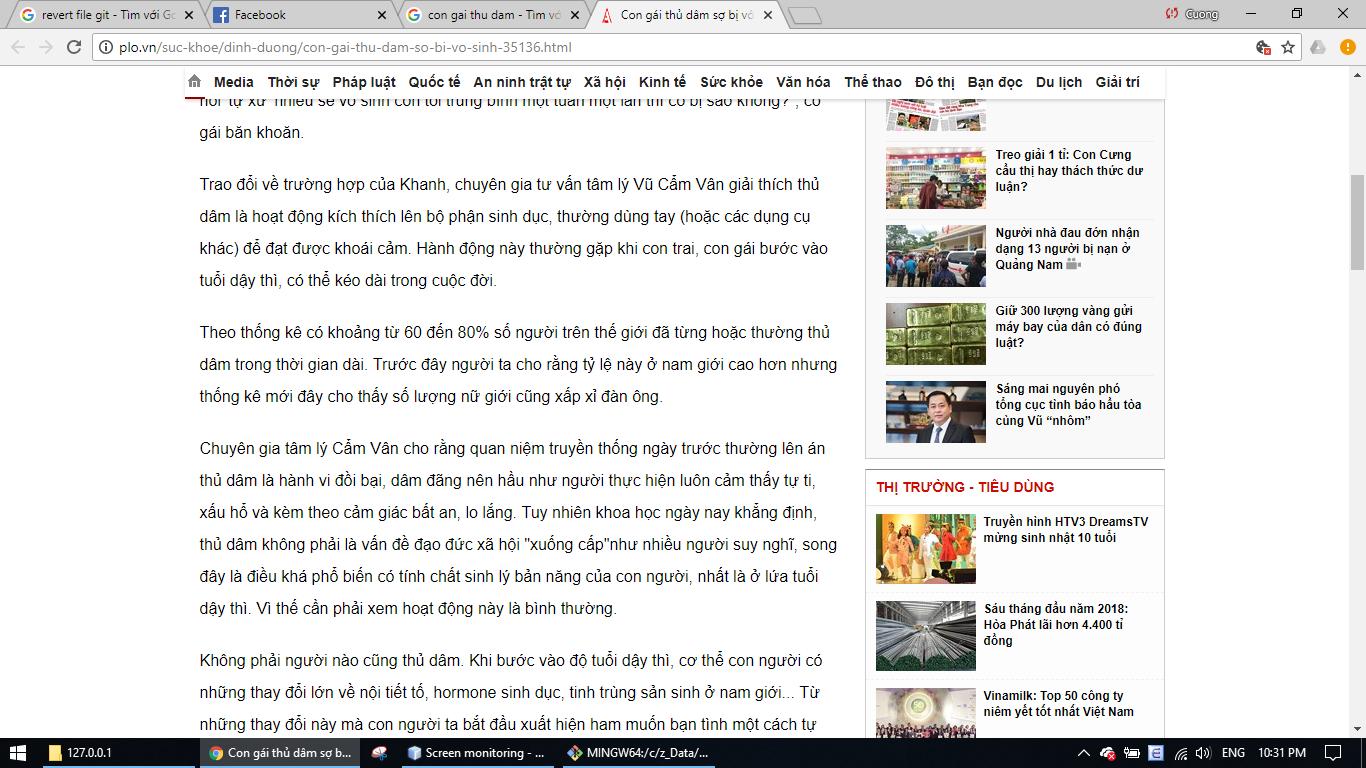 revert file git - Tìm với Go
Facebook
con gai thu dam - Tìm vớ
Con gái thủ dâm sợ bị vô
Cuong
plo.vn/suc-khoe/dinh-duong/con-gai-thu-dam-so-bi-vo-sinh-35136.html
Media Thời sự Pháp luật Quốc tế An ninh trật tự Xã hội Kinh tế Sức khỏe Văn hóa Thể thao Đô thị Bạn đọc Du lịch Giải trí
nói 'tự xử' nhiều sẽ vô sinh còn tôi trung bình một tuần một lần thì có bị sao không?", cô
gái băn khoăn.
Trao đổi về trường hợp của Khanh, chuyên gia tư vấn tâm lý Vũ Cẩm Vân giải thích thủ
dâm là hoạt động kích thích lên bộ phận sinh dục, thường dùng tay (hoặc các dụng cụ
khác) để đạt được khoái cảm. Hành động này thường gặp khi con trai, con gái bước vào
tuổi dậy thì, có thể kéo dài trong cuộc đời.
Theo thống kê có khoảng từ 60 đến 80% số người trên thế giới đã từng hoặc thường thủ
dâm trong thời gian dài. Trước đây người ta cho rằng tỷ lệ này ở nam giới cao hơn nhưng
thống kê mới đây cho thấy số lượng nữ giới cũng xấp xỉ đàn ông.
Chuyên gia tâm lý Cẩm Vân cho rằng quan niệm truyền thống ngày trước thường lên án
thủ dâm là hành vi đồi bại, dâm đãng nên hầu như người thực hiện luôn cảm thấy tự ti,
xấu hổ và kèm theo cảm giác bất an, lo lắng. Tuy nhiên khoa học ngày nay khẳng định,
thủ dâm không phải là vấn đề đạo đức xã hội "xuống cấp"như nhiều người suy nghĩ, song
đây là điều khá phổ biến có tính chất sinh lý bản năng của con người, nhất là ở lứa tuổi
dậy thì. Vì thế cần phải xem hoạt động này là bình thường.
Không phải người nào cũng thủ dâm. Khi bước vào độ tuổi dậy thì, cơ thể con người có
những thay đổi lớn về nội tiết tố, hormone sinh dục, tinh trùng sản sinh ở nam giới... Từ
những thay đổi này mà con người ta bắt đầu xuất hiện ham muốn bạn tình một cách tự
Treo giải 1 tỉ: Con Cưng
cầu thị hay thách thức dư
luận?
Người nhà đau đớn nhận
dạng 13 người bị nạn ở
Quảng Nam
Giữ 300 lượng vàng gửi
máy bay của dân có đúng
luật?
Sáng mai nguyên phó
tổng cục tình báo hầu tòa
cùng Vũ “nhôm”
THỊ TRƯỜNG - TIÊU DÙNG
Truyền hình HTV3 DreamsTV
mừng sinh nhật 10 tuổi
Sáu tháng đầu năm 2018:
Hòa Phát lãi hơn 4.400 tỉ
đồng
Vinamilk: Top 50 công ty
niêm yết tốt nhất Việt Nam
127.0.0.1
Con gái thủ dâm sợ b...
Screen monitoring - ...
MINGW64:/c/z_Data/...
ENG
10:31 PM